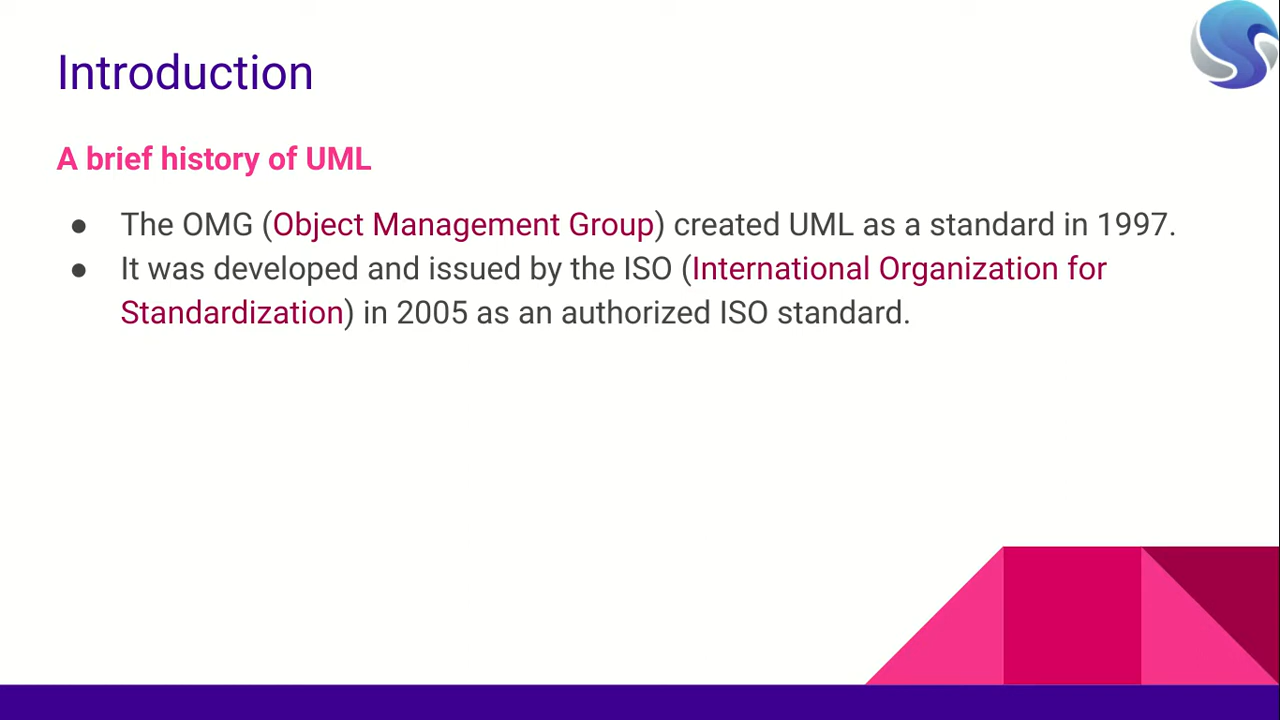 Introduction
A brief history of UML
● The OMG (Object Management Group) created UML as a standard in 1997.
● It was developed and issued by the ISO (International Organization for
Standardization) in 2005 as an authorized ISO standard.